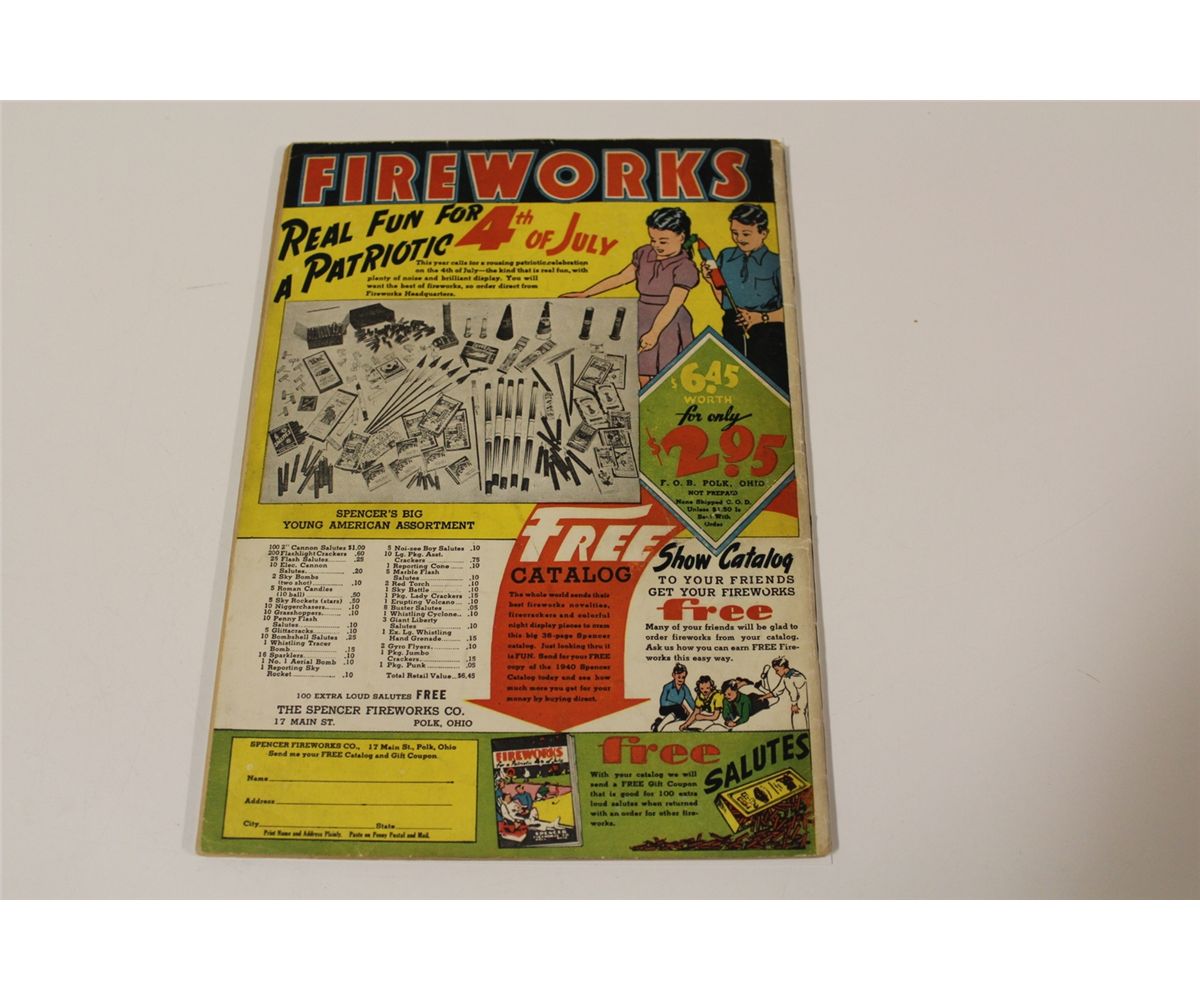 FIREWORKS
REAL FUN FOR
A PATRIOTIC
4th
OF JULY
This year calls for a rousing patriotic celebration
on the 4th of July—the kind that is real fun, with
plenty of noise and brilliant display. You will
want the best of fireworks, so order direct from
Fireworks Headquarters.
$6.45
WORTH
for only
$2.95
F. O. B. POLK, OHIO
NOT PREPAID
None Shipped C. O. D.
Unless $1.50 Is
Sent With
Order
SPENCER'S BIG
YOUNG AMERICAN ASSORTMENT
100 2" Cannon Salutes $1.00
200 Flashlight Crackers .60
25 Flash Salutes .25
10 Elec. Cannon
Salutes .20
2 Sky Bombs
(two shot) .10
5 Roman Candles
(10 ball) .50
5 Sky Rockets (stars) .50
10 Niggerchasers .10
10 Grasshoppers .10
10 Penny Flash
Salutes .10
5 Glittacracks .10
10 Bombshell Salutes .25
1 Whistling Tracer
Bomb .15
16 Sparklers .10
1 No. 1 Aerial Bomb .10
1 Reporting Sky
Rocket .10
5 Noi-see Boy Salutes .10
10 Lg. Pkg. Asst.
Crackers .75
1 Reporting Cone .10
5 Marble Flash
Salutes .10
2 Red Torch .10
1 Sky Battle .10
1 Pkg. Lady Crackers .15
1 Erupting Volcano .10
8 Buster Salutes .05
1 Whistling Cyclone .10
3 Giant Liberty
Salutes .10
1 Ex. Lg. Whistling
Hand Grenade .15
2 Gyro Flyers .10
1 Pkg. Jumbo
Crackers .15
1 Pkg. Punk .05
Total Retail Value $6.45
100 EXTRA LOUD SALUTES FREE
THE SPENCER FIREWORKS CO.
17 MAIN ST. POLK, OHIO
FREE
CATALOG
The whole world sends their
best fireworks novelties,
firecrackers and colorful
night display pieces to cram
this big 36-page Spencer
catalog. Just looking thru it
is FUN. Send for your FREE
copy of the 1940 Spencer
Catalog today and see how
much more you get for your
money by buying direct.
Show Catalog
TO YOUR FRIENDS
GET YOUR FIREWORKS
free
Many of your friends will be glad to
order fireworks from your catalog.
Ask us how you can earn FREE Fire-
works this easy way.
SPENCER FIREWORKS CO., 17 Main St., Polk, Ohio
Send me your FREE Catalog and Gift Coupon
Name
Address
City State
Print Name and Address Plainly. Paste on Penny Postal and Mail.
FIREWORKS
For a Patriotic 4th of July
SPENCER
free
SALUTES
With your catalog we will
send a FREE Gift Coupon
that is good for 100 extra
loud salutes when returned
with an order for other fire-
works.